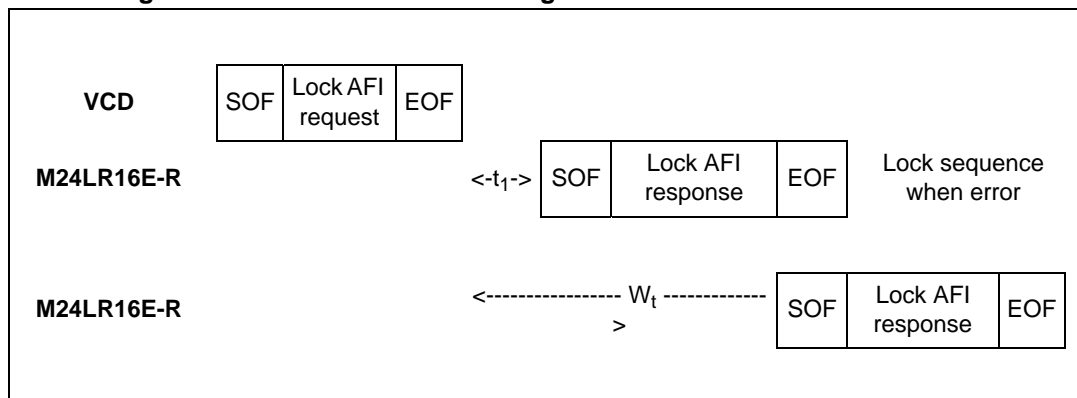 VCD SOF Lock AFI request EOF
M24LR16E-R <-t1-> SOF Lock AFI response EOF Lock sequence when error
M24LR16E-R <----------------- Wt ------------- > SOF Lock AFI response EOF